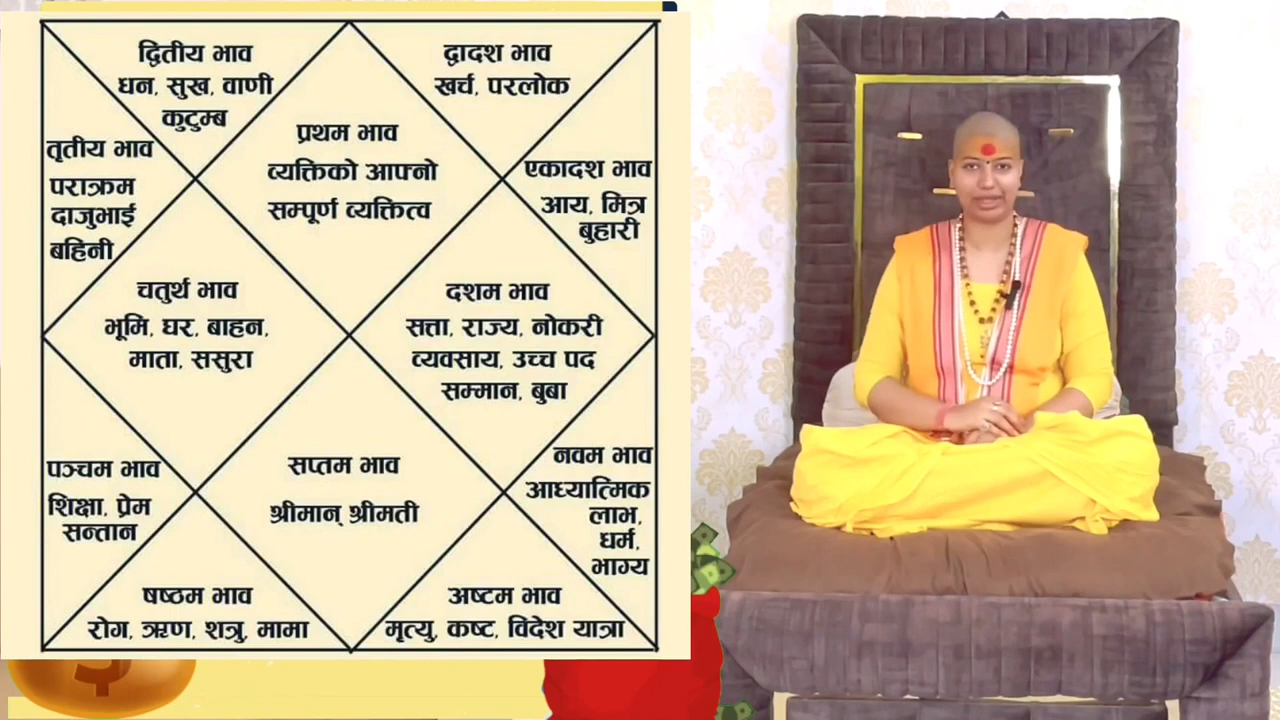 द्वितीय भाव
धन, सुख, वाणी
कुटुम्ब
द्वादश भाव
खर्च, परलोक
प्रथम भाव
व्यक्तिको आफ्नो
सम्पूर्ण व्यक्तित्व
तृतीय भाव
पराक्रम
दाजुभाई
बहिनी
एकादश भाव
आय, मित्र
बुहारी
चतुर्थ भाव
भूमि, घर, बाहन,
माता, ससुरा
दशम भाव
सत्ता, राज्य, नोकरी
व्यवसाय, उच्च पद
सम्मान, बुबा
पञ्चम भाव
शिक्षा, प्रेम
सन्तान
सप्तम भाव
श्रीमान् श्रीमती
नवम भाव
आध्यात्मिक
लाभ,
धर्म,
भाग्य
षष्ठम भाव
रोग, ऋण, शत्रु, मामा
अष्टम भाव
मृत्यु, कष्ट, विदेश यात्रा